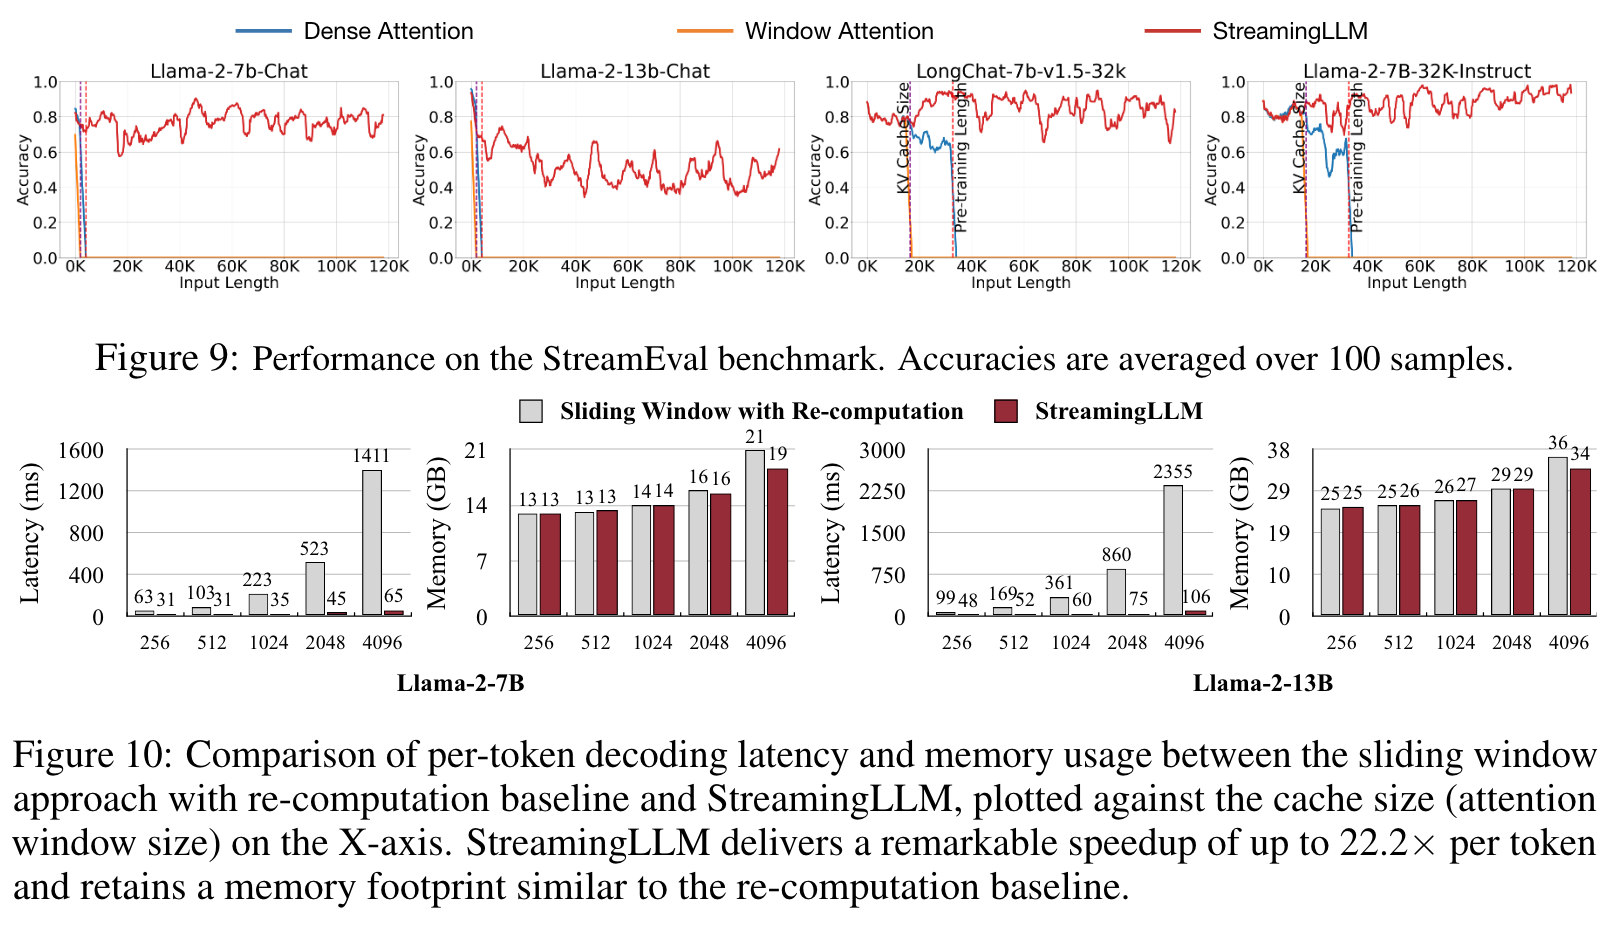 Dense Attention Window Attention StreamingLLM
Llama-2-7b-Chat
1.0
0.8
0.6
0.4
0.2
0.0
Accuracy
0K 20K 40K 60K 80K 100K 120K
Input Length
Llama-2-13b-Chat
1.0
0.8
0.6
0.4
0.2
0.0
Accuracy
0K 20K 40K 60K 80K 100K 120K
Input Length
LongChat-7b-v1.5-32k
1.0
0.8
0.6
0.4
0.2
0.0
Accuracy
KV Cache Size
Pre-training Length
0K 20K 40K 60K 80K 100K 120K
Input Length
Llama-2-7B-32K-Instruct
1.0
0.8
0.6
0.4
0.2
0.0
Accuracy
KV Cache Size
Pre-training Length
0K 20K 40K 60K 80K 100K 120K
Input Length
Figure 9: Performance on the StreamEval benchmark. Accuracies are averaged over 100 samples.
Sliding Window with Re-computation StreamingLLM
Latency (ms)
1600
1200
800
400
0
63 31 103 31 223 35 523 45 1411 65
256 512 1024 2048 4096
Memory (GB)
21
14
7
0
13 13 13 13 14 14 16 16 21 19
256 512 1024 2048 4096
Llama-2-7B
Latency (ms)
3000
2250
1500
750
0
99 48 169 52 361 60 860 75 2355 106
256 512 1024 2048 4096
Memory (GB)
38
29
19
10
0
25 25 25 26 26 27 29 29 36 34
256 512 1024 2048 4096
Llama-2-13B
Figure 10: Comparison of per-token decoding latency and memory usage between the sliding window
approach with re-computation baseline and StreamingLLM, plotted against the cache size (attention
window size) on the X-axis. StreamingLLM delivers a remarkable speedup of up to 22.2× per token
and retains a memory footprint similar to the re-computation baseline.